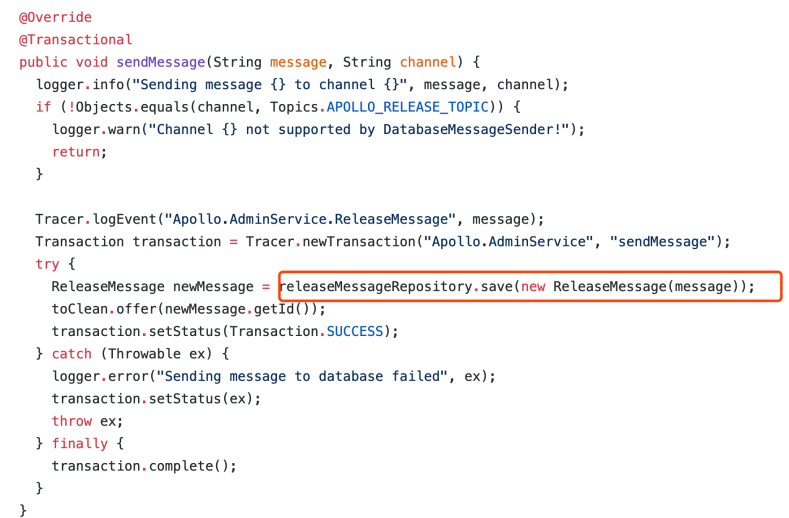 @Override
@Transactional
public void sendMessage(String message, String channel) {
  logger.info("Sending message {} to channel {}", message, channel);
  if (!Objects.equals(channel, Topics.APOLLO_RELEASE_TOPIC)) {
    logger.warn("Channel {} not supported by DatabaseMessageSender!");
    return;
  }

  Tracer.logEvent("Apollo.AdminService.ReleaseMessage", message);
  Transaction transaction = Tracer.newTransaction("Apollo.AdminService", "sendMessage");
  try {
    ReleaseMessage newMessage = releaseMessageRepository.save(new ReleaseMessage(message));
    toClean.offer(newMessage.getId());
    transaction.setStatus(Transaction.SUCCESS);
  } catch (Throwable ex) {
    logger.error("Sending message to database failed", ex);
    transaction.setStatus(ex);
    throw ex;
  } finally {
    transaction.complete();
  }
}